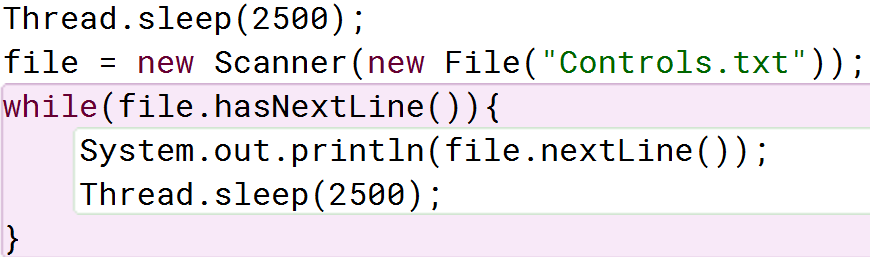 Thread.sleep(2500);
file = new Scanner(new File("Controls.txt"));
while(file.hasNextLine()){
System.out.println(file.nextLine());
Thread.sleep(2500);
}